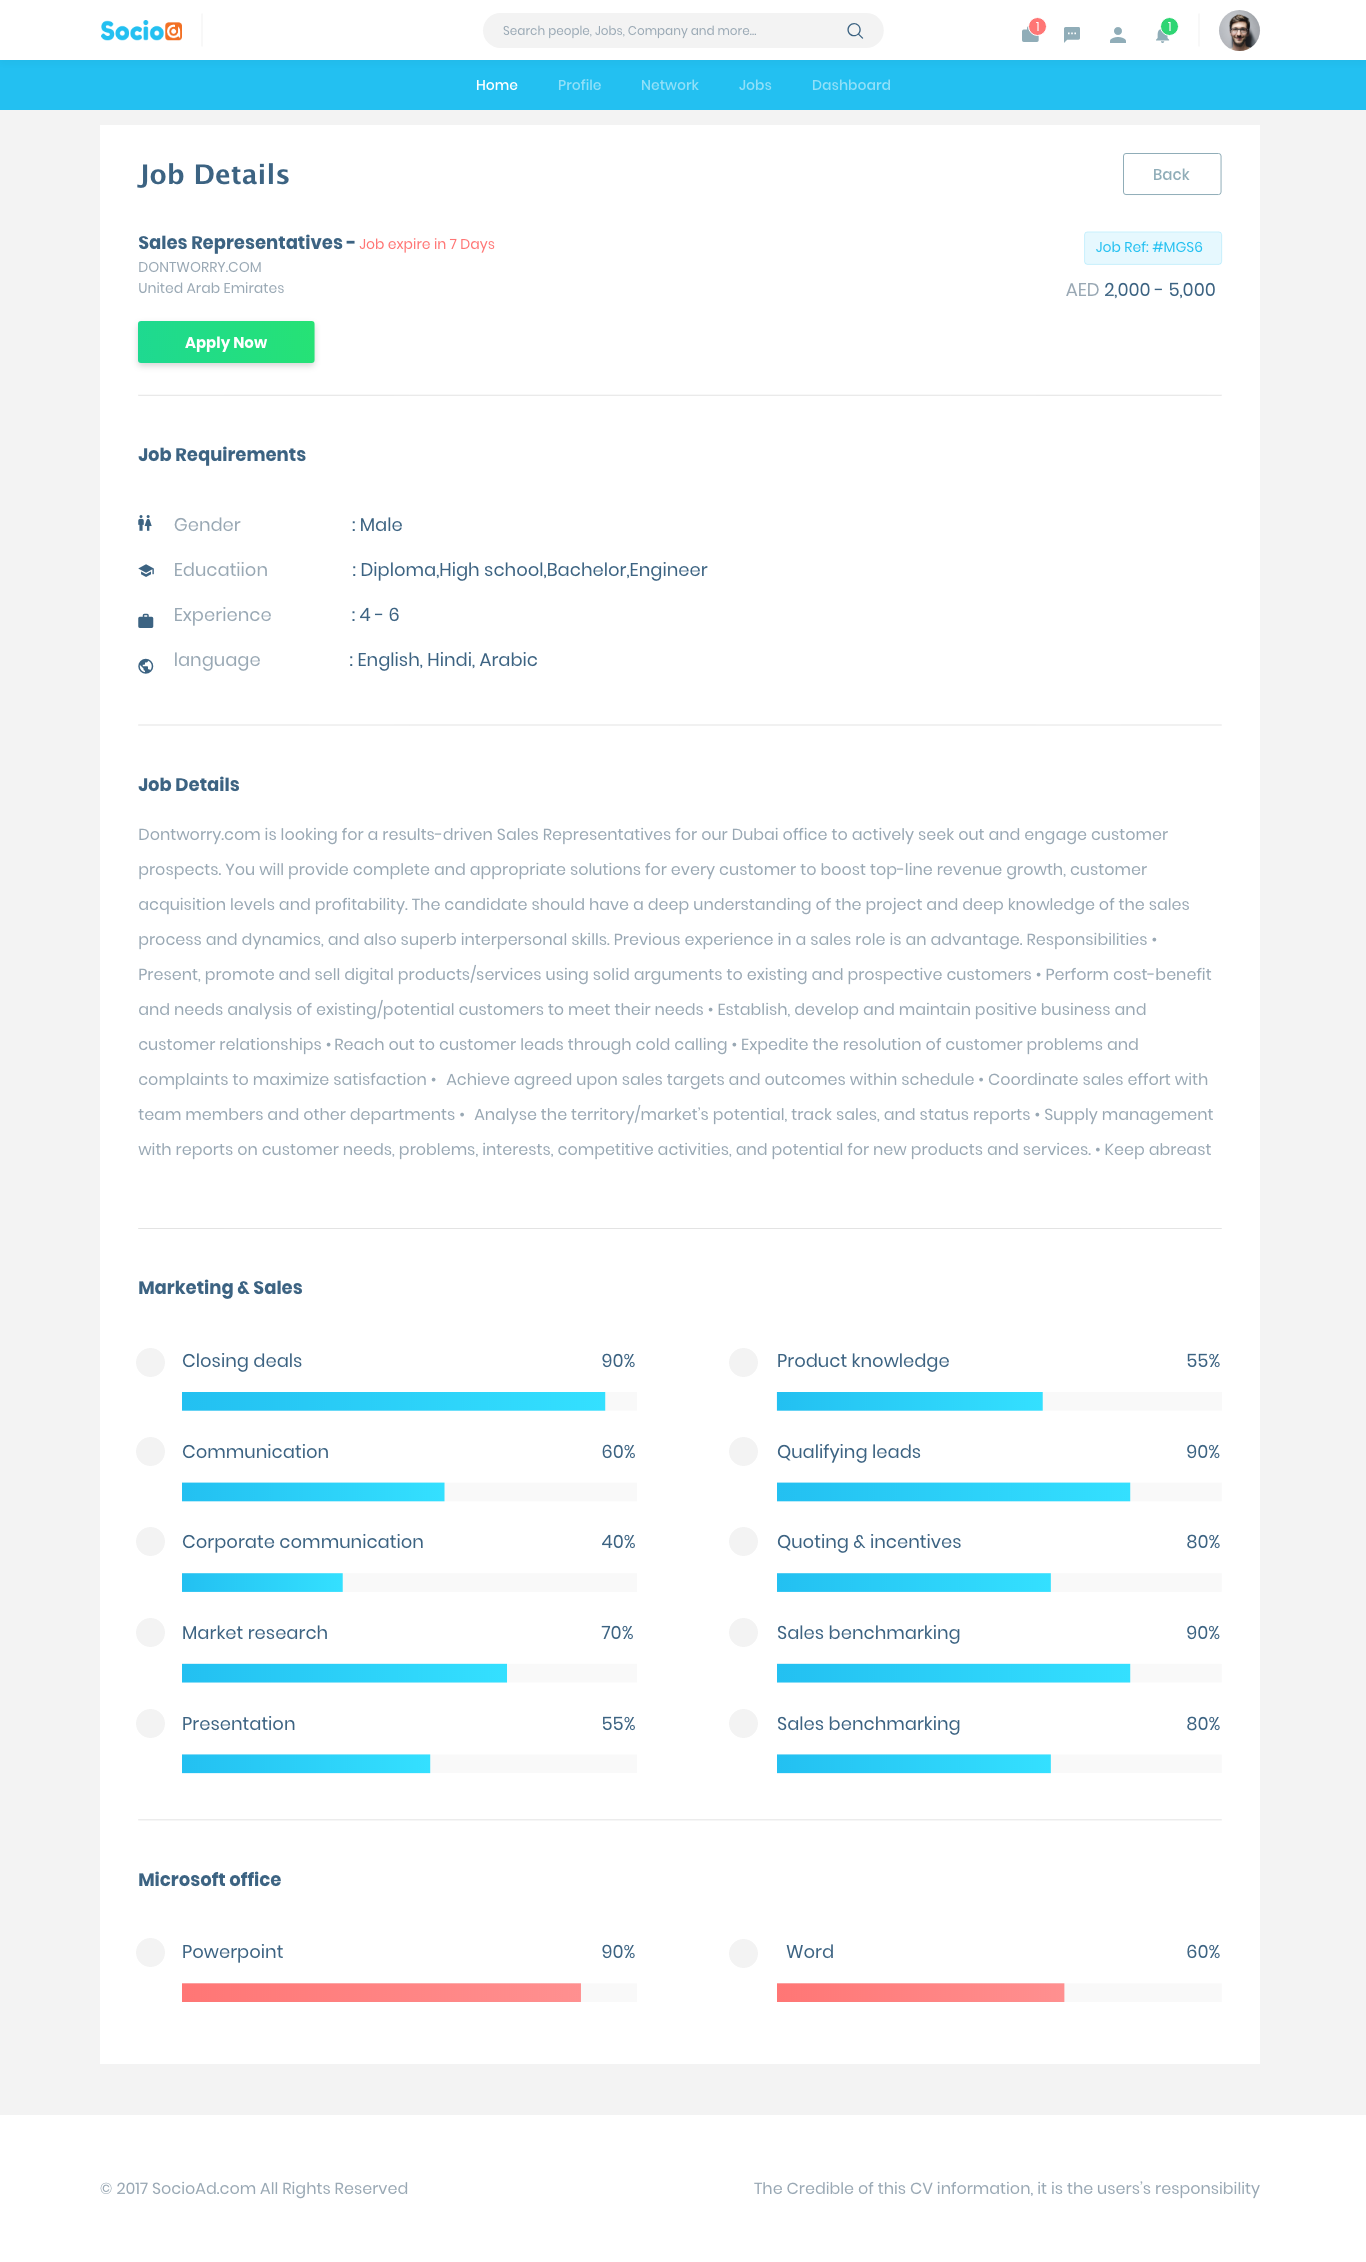 Socioa
Search people, Jobs, Company and more...
1
1
Home Profile Network Jobs Dashboard
Job Details
Back
Sales Representatives - Job expire in 7 Days
Job Ref: #MGS6
DONTWORRY.COM
United Arab Emirates
AED 2,000 - 5,000
Apply Now
Job Requirements
Gender : Male
Educatiion : Diploma,High school,Bachelor,Engineer
Experience : 4 - 6
language : English, Hindi, Arabic
Job Details
Dontworry.com is looking for a results-driven Sales Representatives for our Dubai office to actively seek out and engage customer
prospects. You will provide complete and appropriate solutions for every customer to boost top-line revenue growth, customer
acquisition levels and profitability. The candidate should have a deep understanding of the project and deep knowledge of the sales
process and dynamics, and also superb interpersonal skills. Previous experience in a sales role is an advantage. Responsibilities •
Present, promote and sell digital products/services using solid arguments to existing and prospective customers • Perform cost-benefit
and needs analysis of existing/potential customers to meet their needs • Establish, develop and maintain positive business and
customer relationships • Reach out to customer leads through cold calling • Expedite the resolution of customer problems and
complaints to maximize satisfaction • Achieve agreed upon sales targets and outcomes within schedule • Coordinate sales effort with
team members and other departments • Analyse the territory/market's potential, track sales, and status reports • Supply management
with reports on customer needs, problems, interests, competitive activities, and potential for new products and services. • Keep abreast
Marketing & Sales
Closing deals 90%
Product knowledge 55%
Communication 60%
Qualifying leads 90%
Corporate communication 40%
Quoting & incentives 80%
Market research 70%
Sales benchmarking 90%
Presentation 55%
Sales benchmarking 80%
Microsoft office
Powerpoint 90%
Word 60%
© 2017 SocioAd.com All Rights Reserved
The Credible of this CV information, it is the users's responsibility